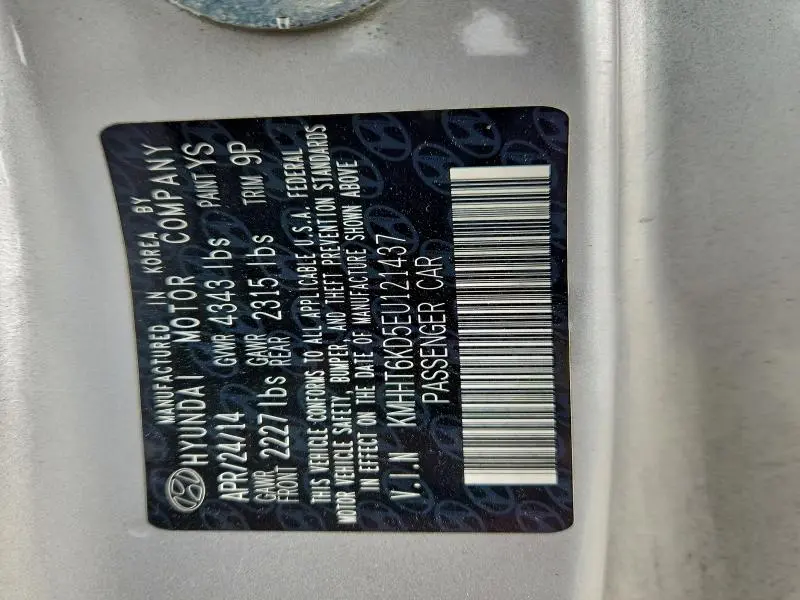 MANUFACTURED IN KOREA BY
HYUNDAI MOTOR COMPANY
APR/24/14 GVWR 4343 lbs PAINT YS
GAWR FRONT 2227 lbs GAWR REAR 2315 lbs TRIM 9P
THIS VEHICLE CONFORMS TO ALL APPLICABLE U.S.A. FEDERAL
MOTOR VEHICLE SAFETY, BUMPER, AND THEFT PREVENTION STANDARDS
IN EFFECT ON THE DATE OF MANUFACTURE SHOWN ABOVE
V.I.N KMHHT6KD5EU121437
PASSENGER CAR